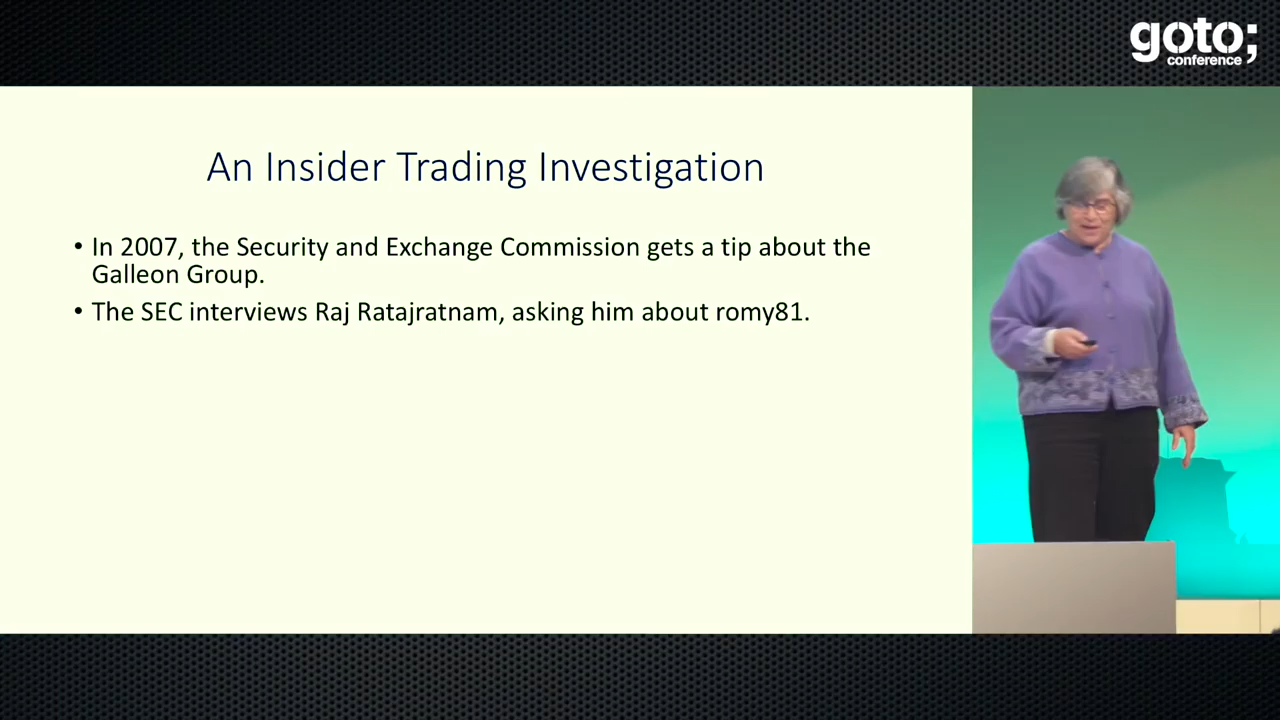 goto;
conference
An Insider Trading Investigation
• In 2007, the Security and Exchange Commission gets a tip about the
Galleon Group.
• The SEC interviews Raj Ratajratnam, asking him about romy81.